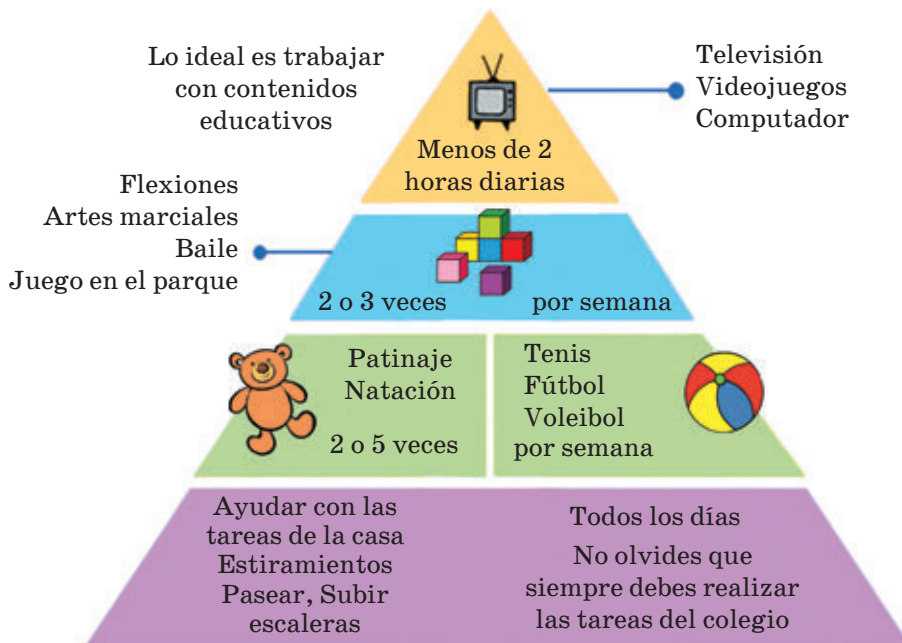 Lo ideal es trabajar
con contenidos
educativos
Televisión
Videojuegos
Computador
Menos de 2
horas diarias
Flexiones
Artes marciales
Baile
Juego en el parque
2 o 3 veces
por semana
Patinaje
Natación
2 o 5 veces
Tenis
Fútbol
Voleibol
por semana
Ayudar con las
tareas de la casa
Estiramientos
Pasear, Subir
escaleras
Todos los días
No olvides que
siempre debes realizar
las tareas del colegio